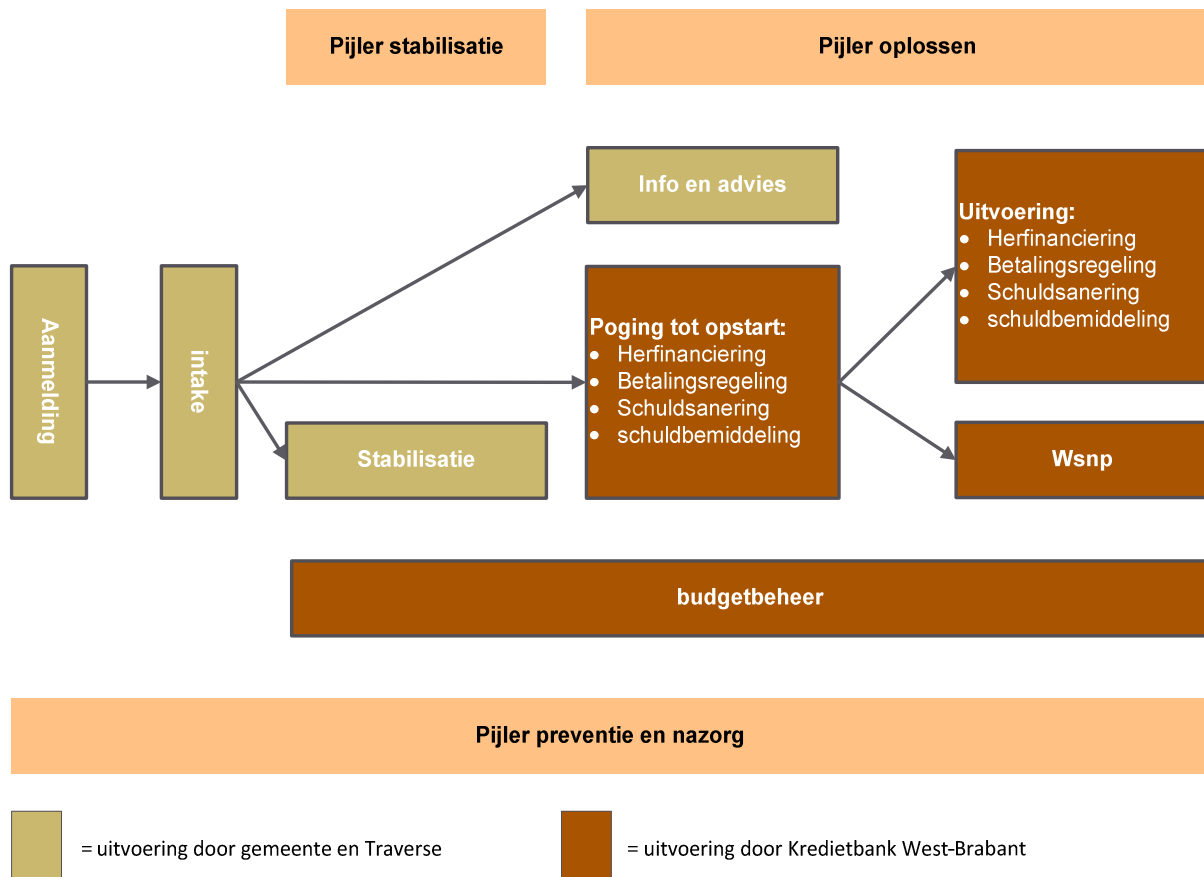 Pijler stabilisatie
Pijler oplossen
Aanmelding
intake
Info en advies
Stabilisatie
Poging tot opstart:
• Herfinanciering
• Betalingsregeling
• Schuldsanering
• schuldbemiddeling
Uitvoering:
• Herfinanciering
• Betalingsregeling
• Schuldsanering
• schuldbemiddeling
Wsnp
budgetbeheer
Pijler preventie en nazorg
= uitvoering door gemeente en Traverse
= uitvoering door Kredietbank West-Brabant